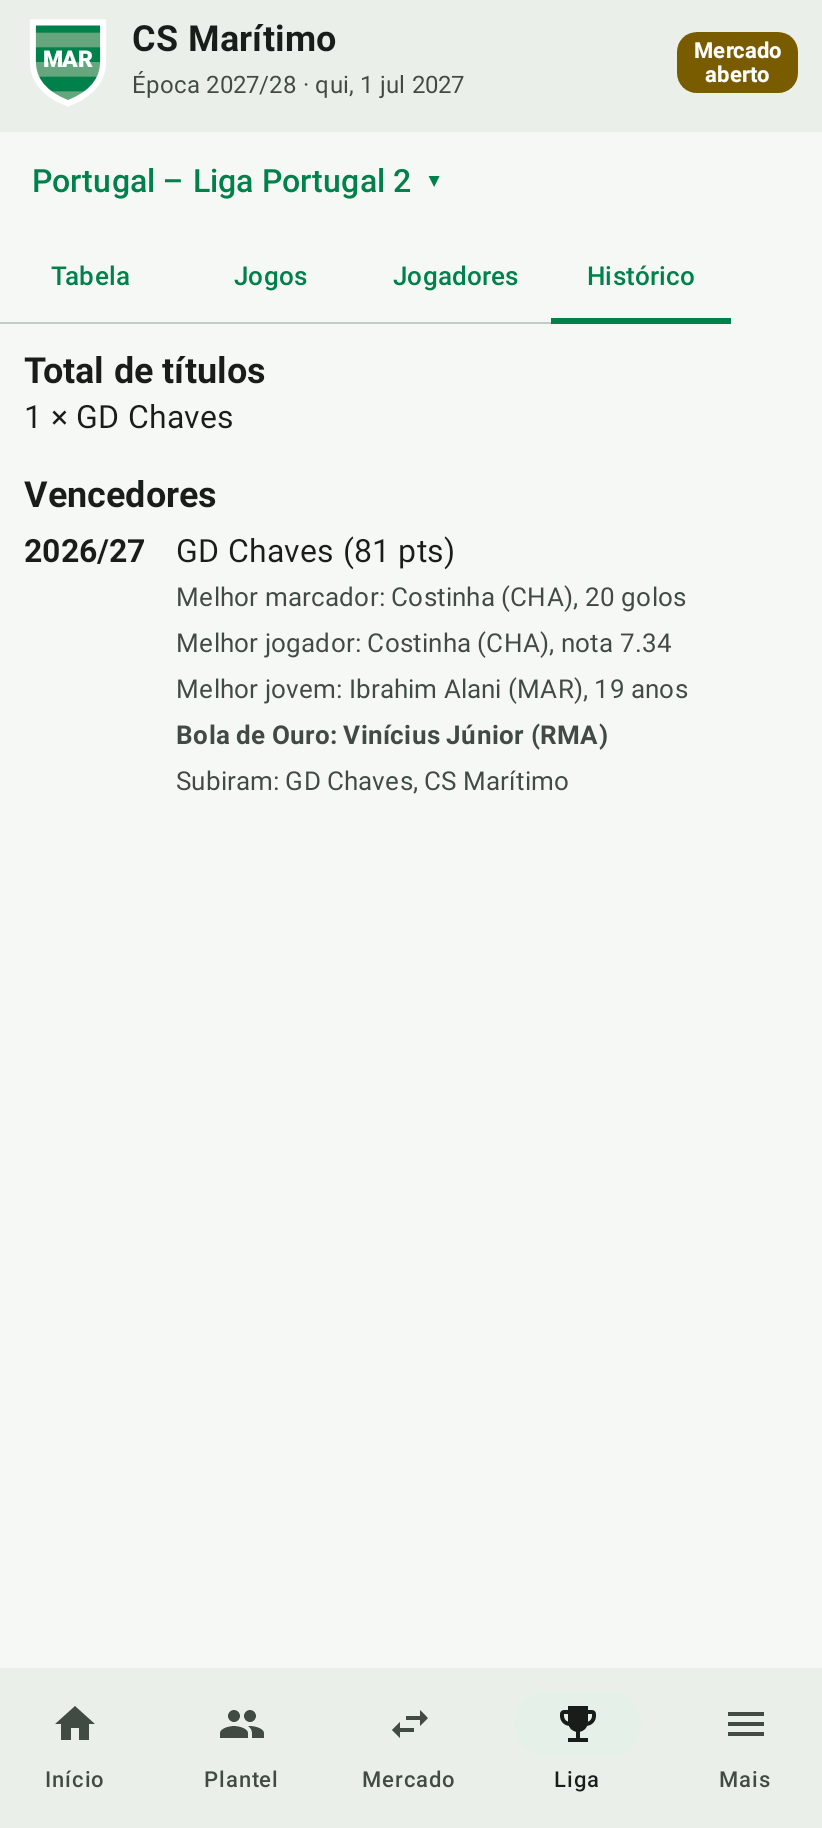 MAR
CS Marítimo
Época 2027/28 · qui, 1 jul 2027
Mercado
aberto
Portugal – Liga Portugal 2 ▼
Tabela
Jogos
Jogadores
Histórico
Total de títulos
1 × GD Chaves
Vencedores
2026/27 GD Chaves (81 pts)
Melhor marcador: Costinha (CHA), 20 golos
Melhor jogador: Costinha (CHA), nota 7.34
Melhor jovem: Ibrahim Alani (MAR), 19 anos
Bola de Ouro: Vinícius Júnior (RMA)
Subiram: GD Chaves, CS Marítimo
Início
Plantel
Mercado
Liga
Mais